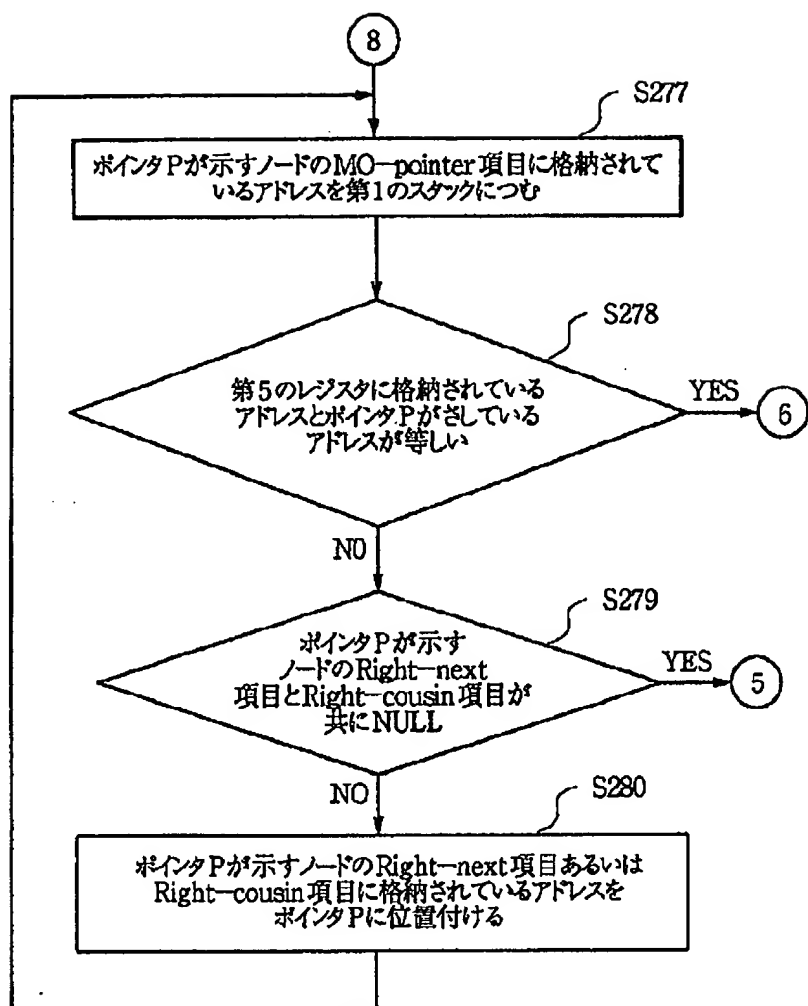 8
S277
ポインタPが示すノードのMO-pointer項目に格納されて
いるアドレスを第1のスタックにつむ
S278
第5のレジスタに格納されている
アドレスとポインタPがさしている
アドレスが等しい
YES
6
NO
S279
ポインタPが示す
ノードのRight-next
項目とRight-cousin項目が
共にNULL
YES
5
NO
S280
ポインタPが示すノードのRight-next項目あるいは
Right-cousin項目に格納されているアドレスを
ポインタPに位置付ける